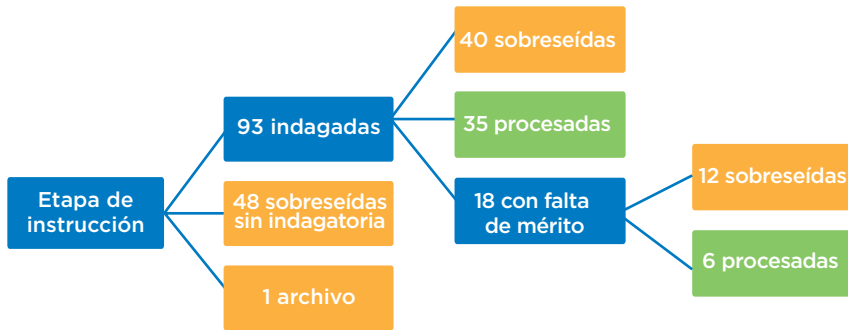 40 sobreseídas
93 indagadas
35 procesadas
12 sobreseídas
Etapa de
instrucción
48 sobreseídas
sin indagatoria
18 con falta
de mérito
6 procesadas
1 archivo